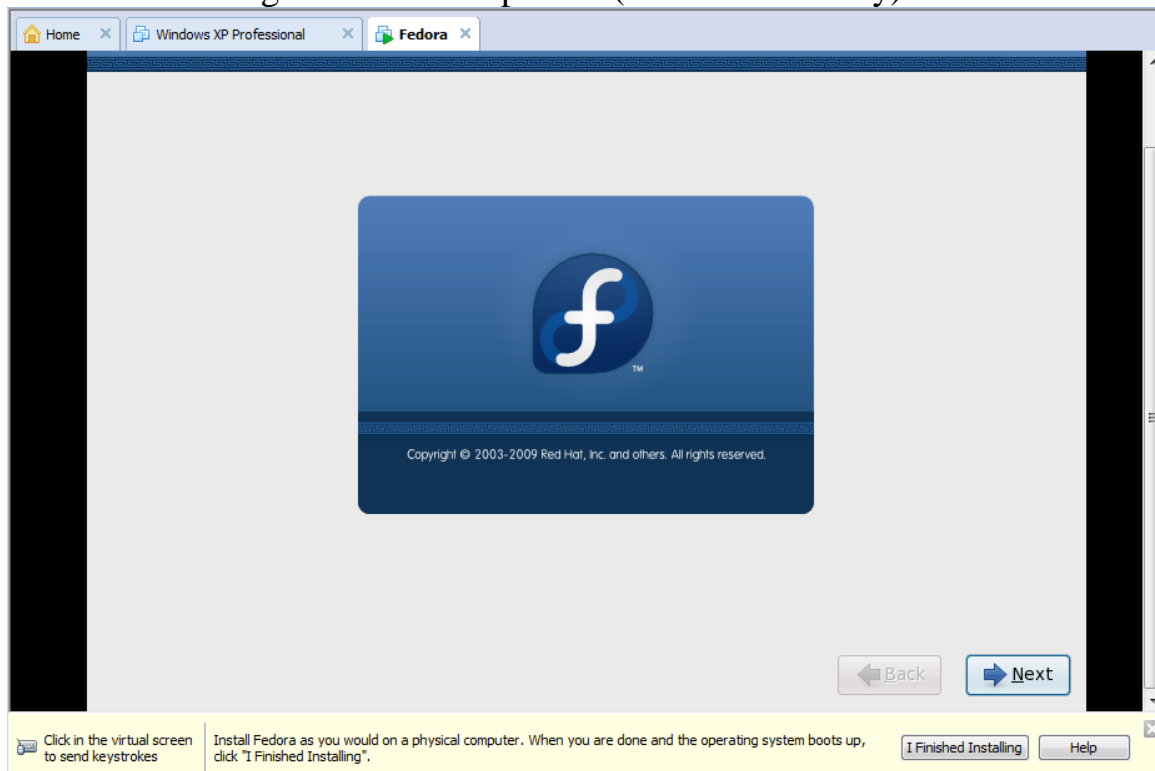 Home
Windows XP Professional
Fedora
TM
Copyright © 2003-2009 Red Hat, Inc. and others. All rights reserved.
Back
Next
Click in the virtual screen
to send keystrokes
Install Fedora as you would on a physical computer. When you are done and the operating system boots up,
click "I Finished Installing".
I Finished Installing
Help